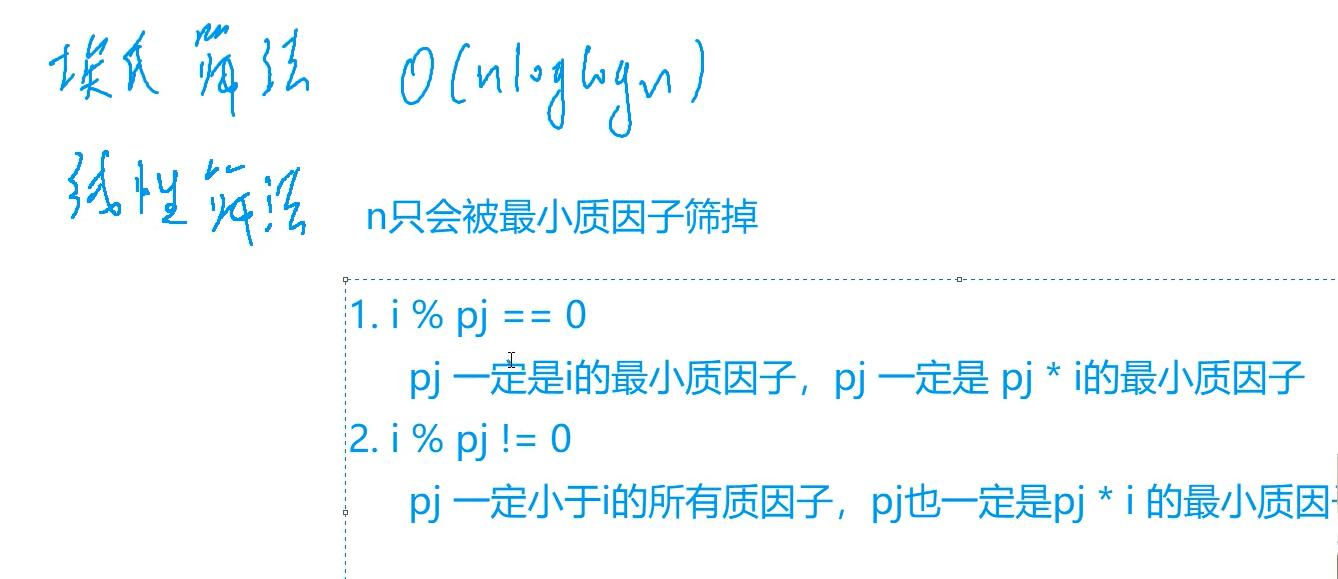 埃氏筛法 O(nloglogn)
线性筛法 n只会被最小质因子筛掉
1. i % pj == 0
pj 一定是i的最小质因子，pj 一定是 pj * i的最小质因子
2. i % pj != 0
pj 一定小于i的所有质因子，pj也一定是pj * i 的最小质因